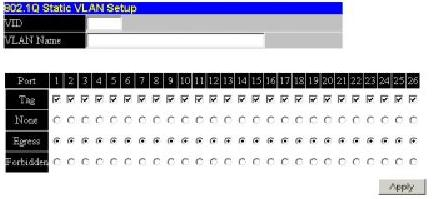 802.1Q Static VLAN Setup
VID
VLAN Name
Port 1 2 3 4 5 6 7 8 9 10 11 12 13 14 15 16 17 18 19 20 21 22 23 24 25 26
Tag
None
Egress
Forbidden
Apply